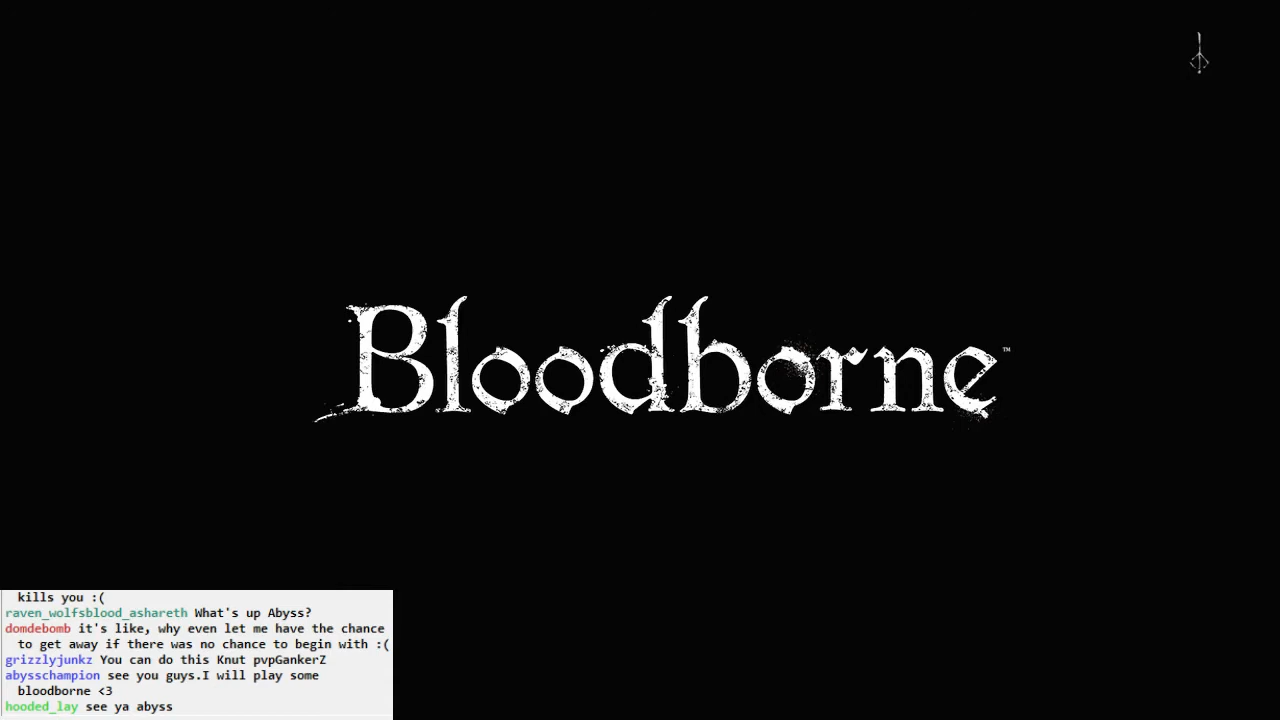 Bloodborne™
kills you :(
raven_wolfsblood_ashareth What's up Abyss?
domdebomb it's like, why even let me have the chance
to get away if there was no chance to begin with :(
grizzlyjunkz You can do this Knut pvpGankerZ
abysschampion see you guys.I will play some
bloodborne <3
hooded_lay see ya abyss